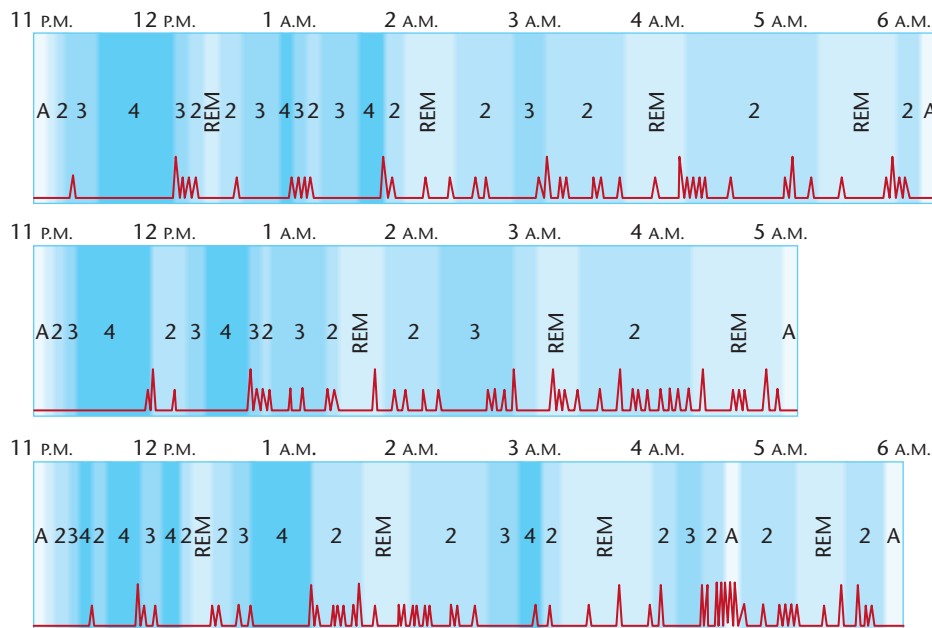 11 P.M. 12 P.M. 1 A.M. 2 A.M. 3 A.M. 4 A.M. 5 A.M. 6 A.M.
A 2 3 4 3 2 REM 2 3 4 3 2 3 4 2 REM 2 3 2 REM 2 REM 2 A
11 P.M. 12 P.M. 1 A.M. 2 A.M. 3 A.M. 4 A.M. 5 A.M.
A 2 3 4 2 3 4 3 2 3 2 REM 2 3 REM 2 REM A
11 P.M. 12 P.M. 1 A.M. 2 A.M. 3 A.M. 4 A.M. 5 A.M. 6 A.M.
A 2 3 4 2 4 3 4 2 REM 2 3 4 2 REM 2 3 4 2 REM 2 3 2 A 2 REM 2 A